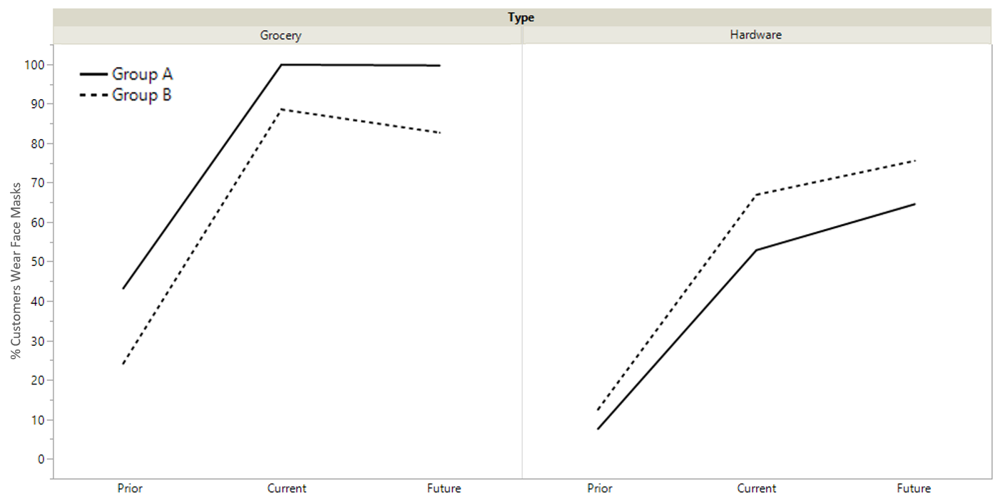 Type
Grocery Hardware
Group A
Group B
% Customers Wear Face Masks
100
90
80
70
60
50
40
30
20
10
0
Prior Current Future Prior Current Future